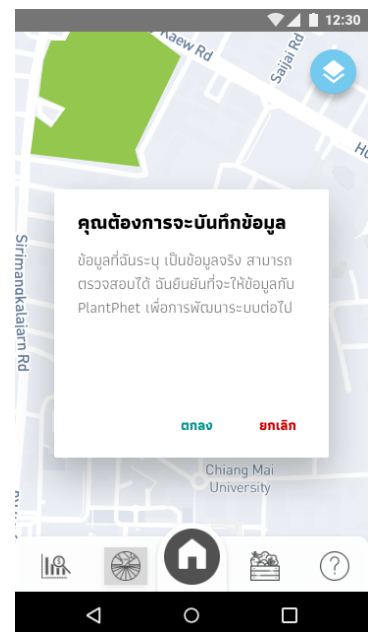 12:30
Kaew Rd
Saijai Rd
Hu
คุณต้องการจะบันทึกข้อมูล
ข้อมูลที่ฉันระบุ เป็นข้อมูลจริง สามารถ
ตรวจสอบได้ ฉันยืนยันที่จะให้ข้อมูลกับ
PlantPhet เพื่อการพัฒนาระบบต่อไป
Sirimangkalajarn Rd
ตกลง
ยกเลิก
Chiang Mai
University
?